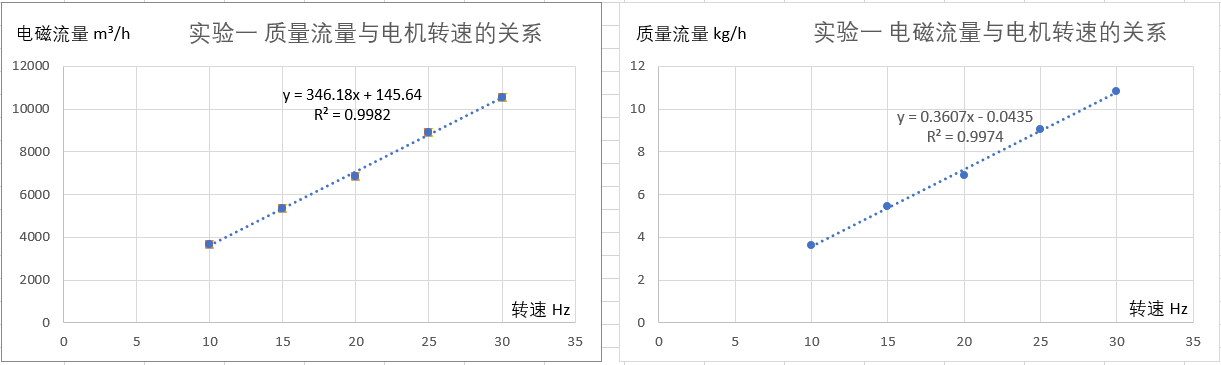 电磁流量 m³/h
实验一 质量流量与电机转速的关系
12000
10000
8000
6000
4000
2000
0
y = 346.18x + 145.64
R² = 0.9982
转速 Hz
0 5 10 15 20 25 30 35
质量流量 kg/h
实验一 电磁流量与电机转速的关系
12
10
8
6
4
2
0
y = 0.3607x - 0.0435
R² = 0.9974
转速 Hz
0 5 10 15 20 25 30 35